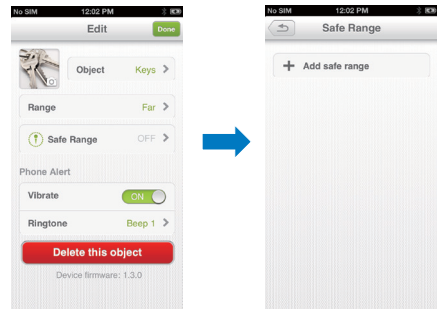 No SIM 12:02 PM
Edit Done
Object Keys
Range Far
Safe Range OFF
Phone Alert
Vibrate ON
Ringtone Beep 1
Delete this object
Device firmware: 1.3.0
No SIM 12:02 PM
Safe Range
Add safe range